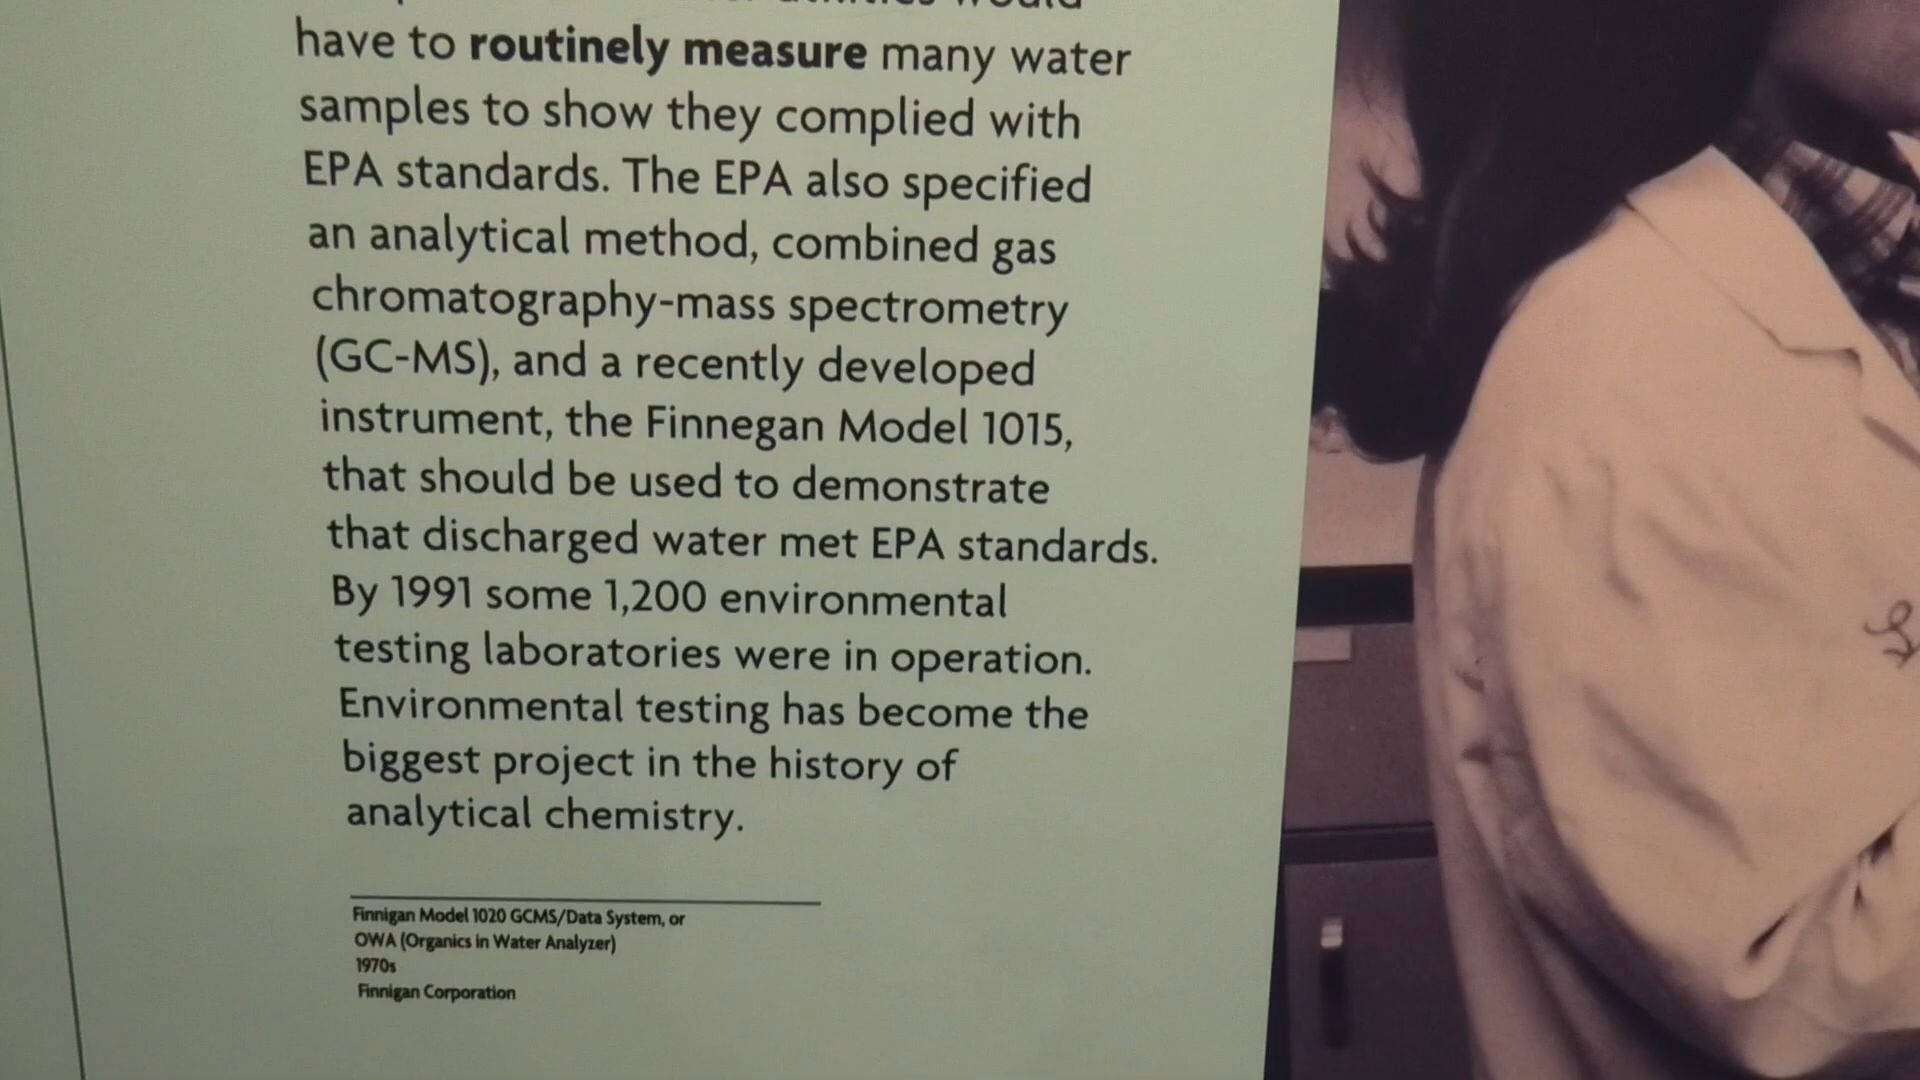 have to routinely measure many water
samples to show they complied with
EPA standards. The EPA also specified
an analytical method, combined gas
chromatography-mass spectrometry
(GC-MS), and a recently developed
instrument, the Finnegan Model 1015,
that should be used to demonstrate
that discharged water met EPA standards.
By 1991 some 1,200 environmental
testing laboratories were in operation.
Environmental testing has become the
biggest project in the history of
analytical chemistry.
Finnigan Model 1020 GCMS/Data System, or
OWA (Organics in Water Analyzer)
1970s
Finnigan Corporation